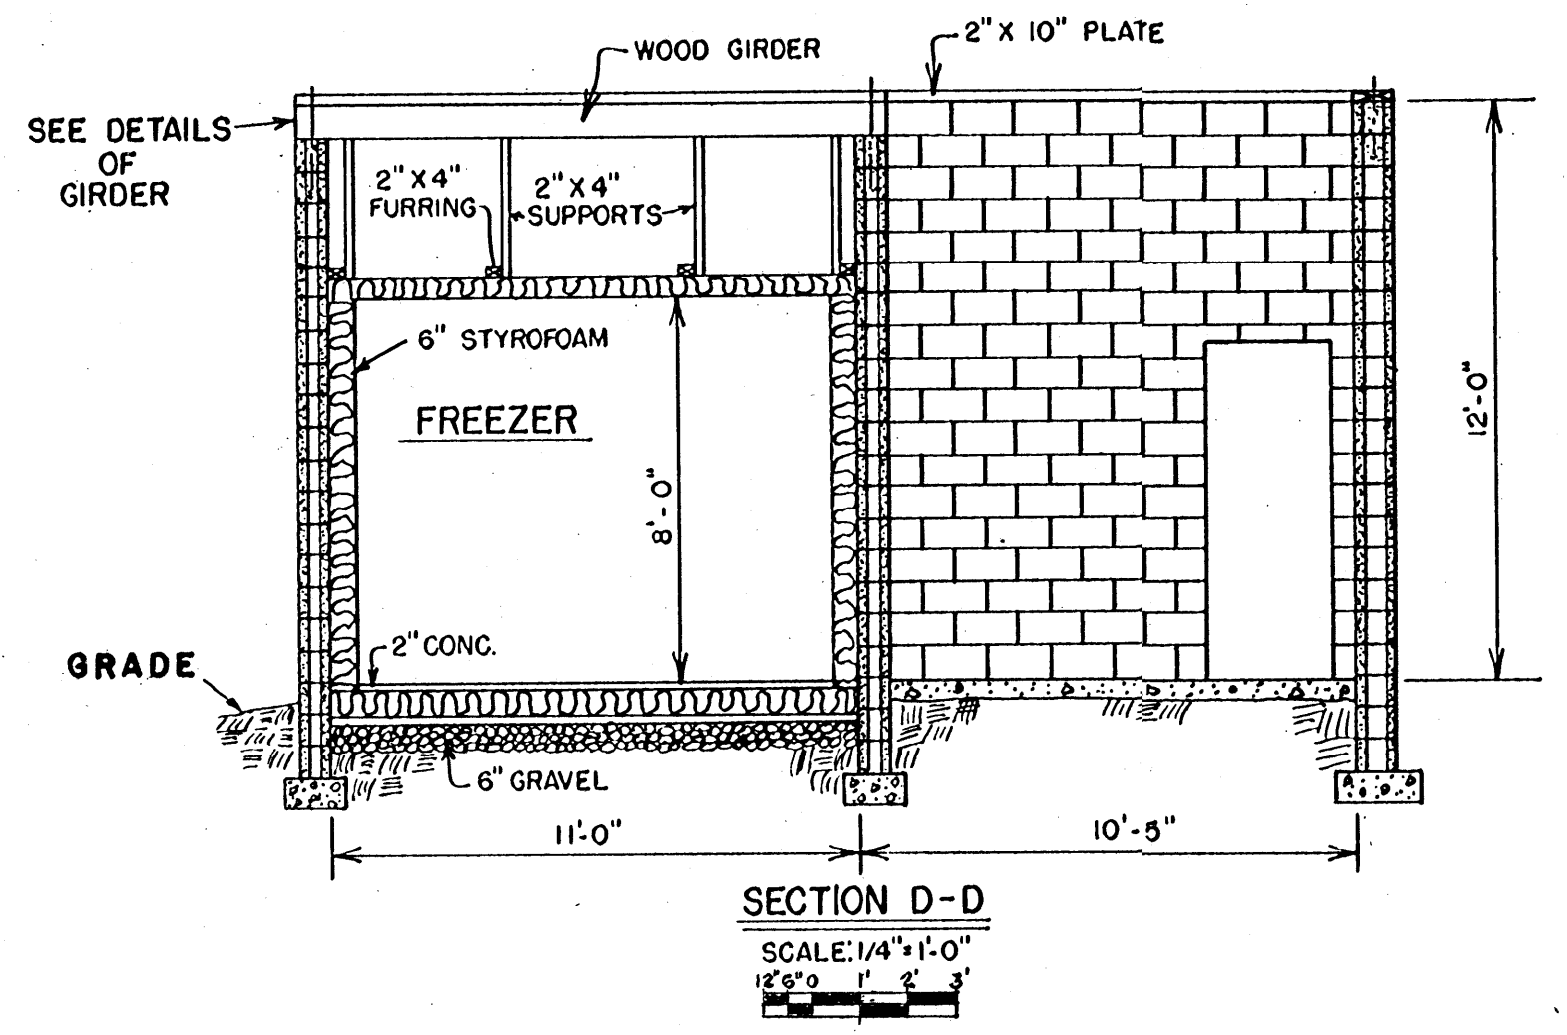 2" X 10" PLATE
WOOD GIRDER
SEE DETAILS
OF
GIRDER
2" X 4"
FURRING
2" X 4"
SUPPORTS
6" STYROFOAM
FREEZER
8'-0"
12'-0"
2" CONC.
GRADE
6" GRAVEL
11'-0"
10'-5"
SECTION D-D
SCALE: 1/4" = 1'-0"
12" 6" 0 1' 2' 3'